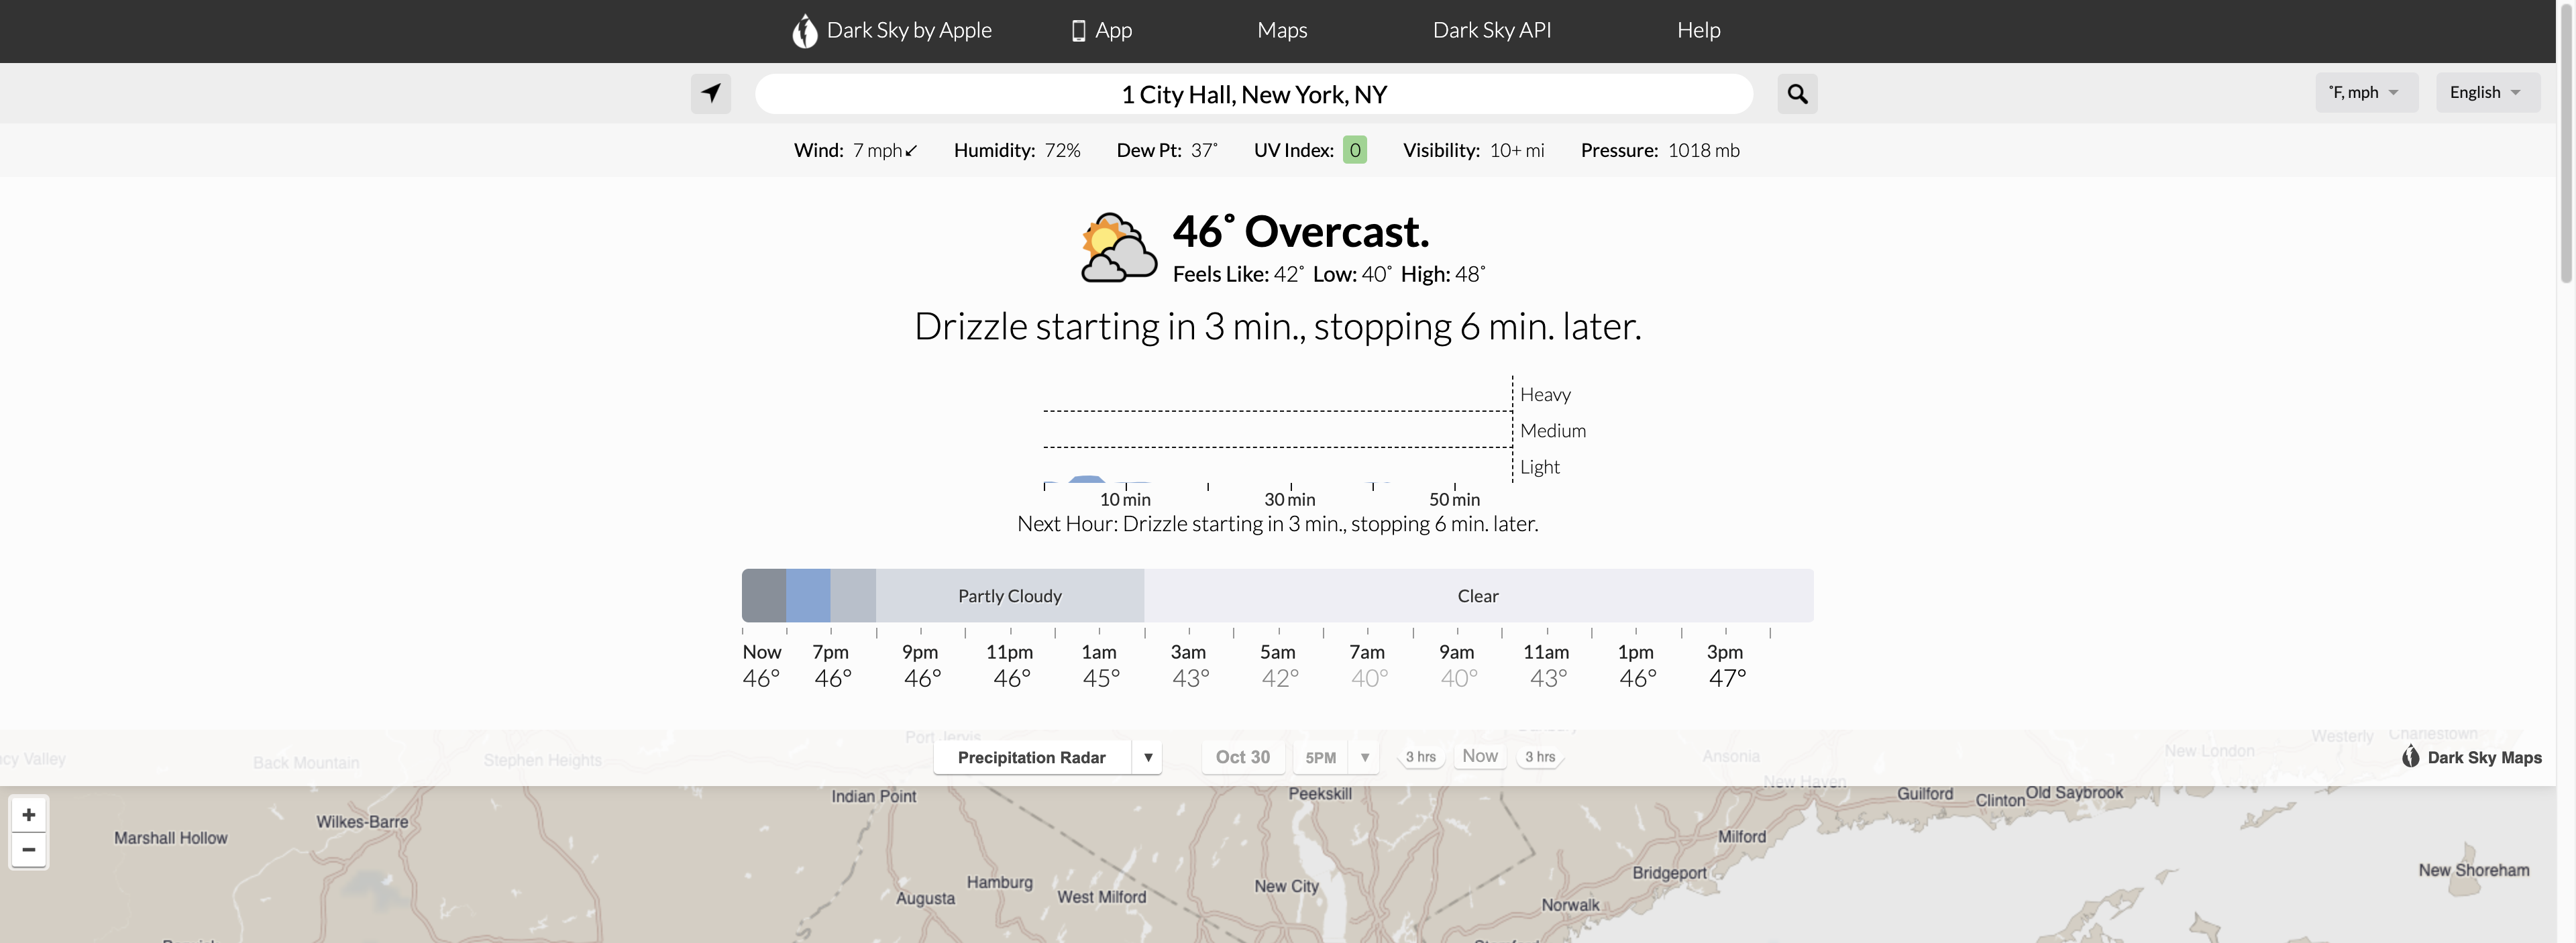 Dark Sky by Apple App Maps Dark Sky API Help
1 City Hall, New York, NY
˚F, mph English
Wind: 7 mph Humidity: 72% Dew Pt: 37˚ UV Index: 0 Visibility: 10+ mi Pressure: 1018 mb
46˚ Overcast.
Feels Like: 42˚ Low: 40˚ High: 48˚
Drizzle starting in 3 min., stopping 6 min. later.
Heavy
Medium
Light
10 min 30 min 50 min
Next Hour: Drizzle starting in 3 min., stopping 6 min. later.
Partly Cloudy Clear
Now 7pm 9pm 11pm 1am 3am 5am 7am 9am 11am 1pm 3pm
46° 46° 46° 46° 45° 43° 42° 40° 40° 43° 46° 47°
Port Jervis Westerly Charlestown
Valley Back Mountain Stephen Heights Precipitation Radar Oct 30 5PM 3 hrs Now 3 hrs Ansonia New London Dark Sky Maps
New Haven
Indian Point Peekskill Guilford Clinton Old Saybrook
Wilkes-Barre
Marshall Hollow Milford
Bridgeport New Shoreham
Hamburg New City
Augusta West Milford Norwalk